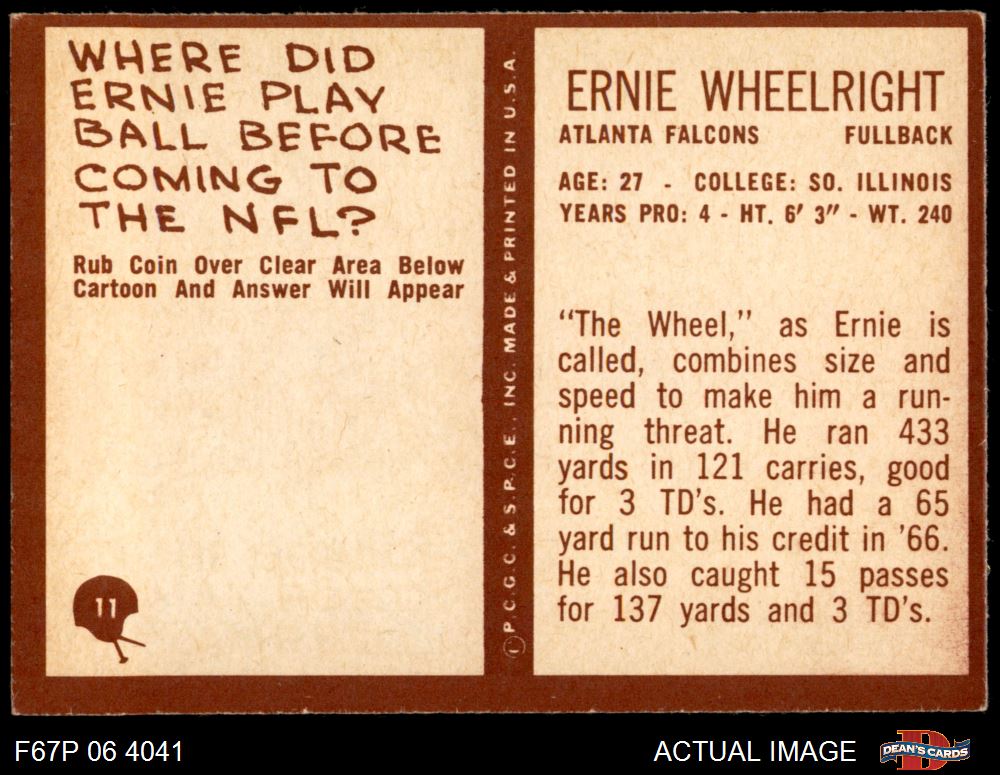 WHERE DID
ERNIE PLAY
BALL BEFORE
COMING TO
THE NFL?
Rub Coin Over Clear Area Below
Cartoon And Answer Will Appear
11
© P.C.G.C. & S.P.C.E., INC. MADE & PRINTED IN U.S.A.
ERNIE WHEELRIGHT
ATLANTA FALCONS FULLBACK
AGE: 27 - COLLEGE: SO. ILLINOIS
YEARS PRO: 4 - HT. 6' 3" - WT. 240
"The Wheel," as Ernie is
called, combines size and
speed to make him a run-
ning threat. He ran 433
yards in 121 carries, good
for 3 TD's. He had a 65
yard run to his credit in '66.
He also caught 15 passes
for 137 yards and 3 TD's.
F67P 06 4041
ACTUAL IMAGE
D
DEAN'S CARDS